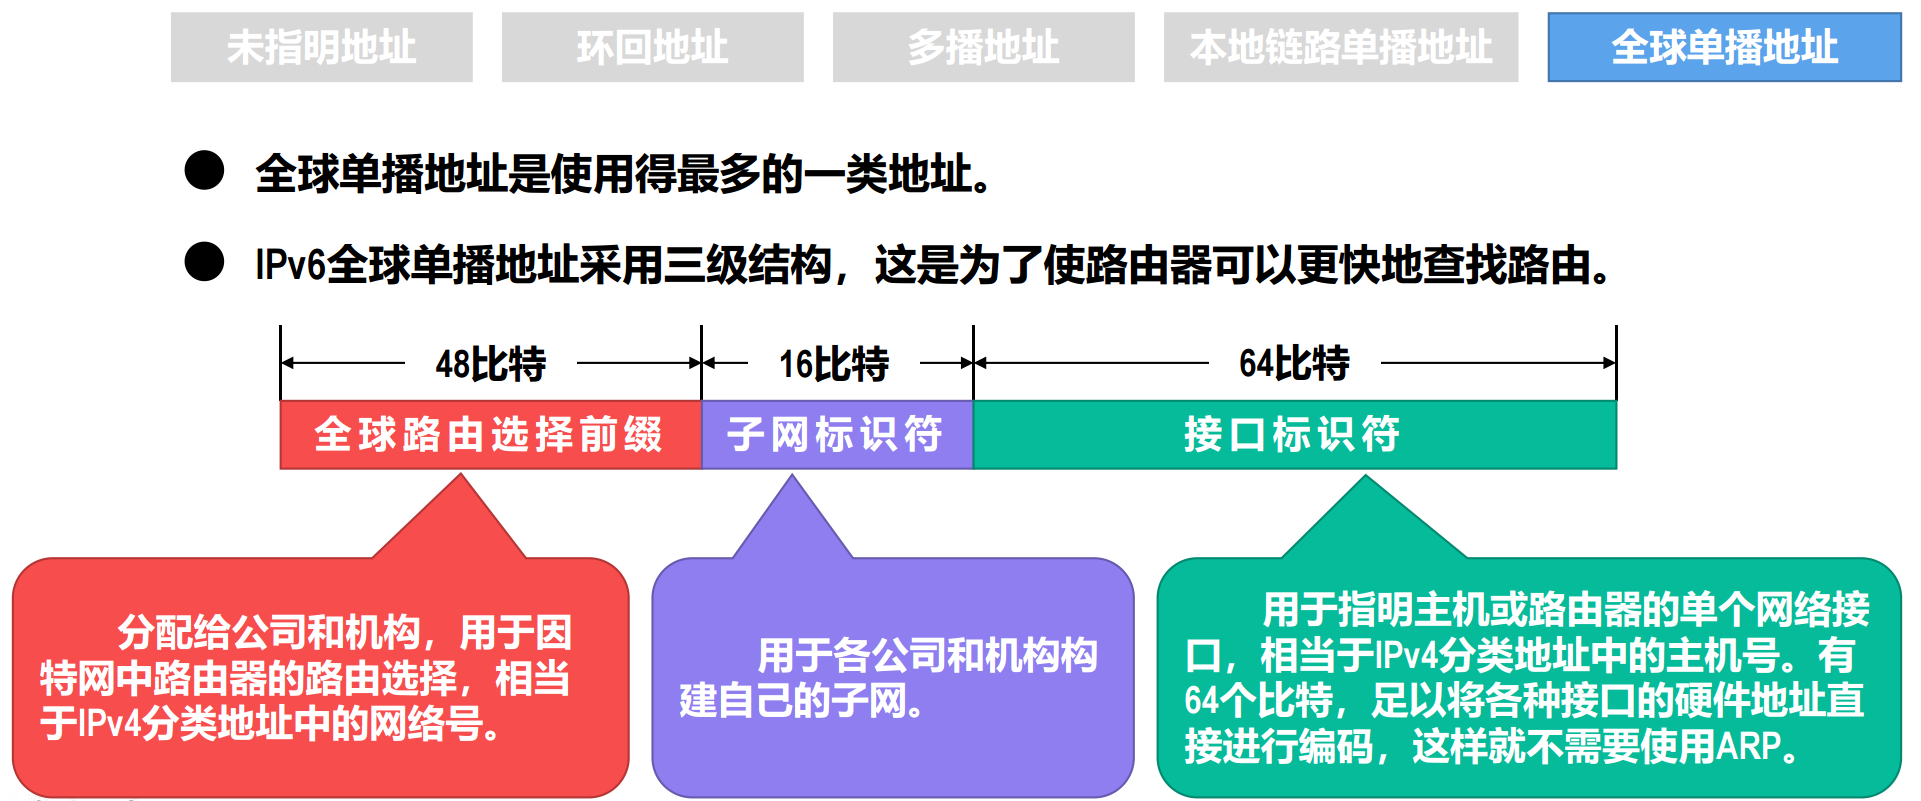 未指明地址 环回地址 多播地址 本地链路单播地址 全球单播地址
● 全球单播地址是使用得最多的一类地址。
● IPv6全球单播地址采用三级结构，这是为了使路由器可以更快地查找路由。
48比特 16比特 64比特
全球路由选择前缀 子网标识符 接口标识符
分配给公司和机构，用于因
特网中路由器的路由选择，相当
于IPv4分类地址中的网络号。
用于各公司和机构构
建自己的子网。
用于指明主机或路由器的单个网络接
口，相当于IPv4分类地址中的主机号。有
64个比特，足以将各种接口的硬件地址直
接进行编码，这样就不需要使用ARP。